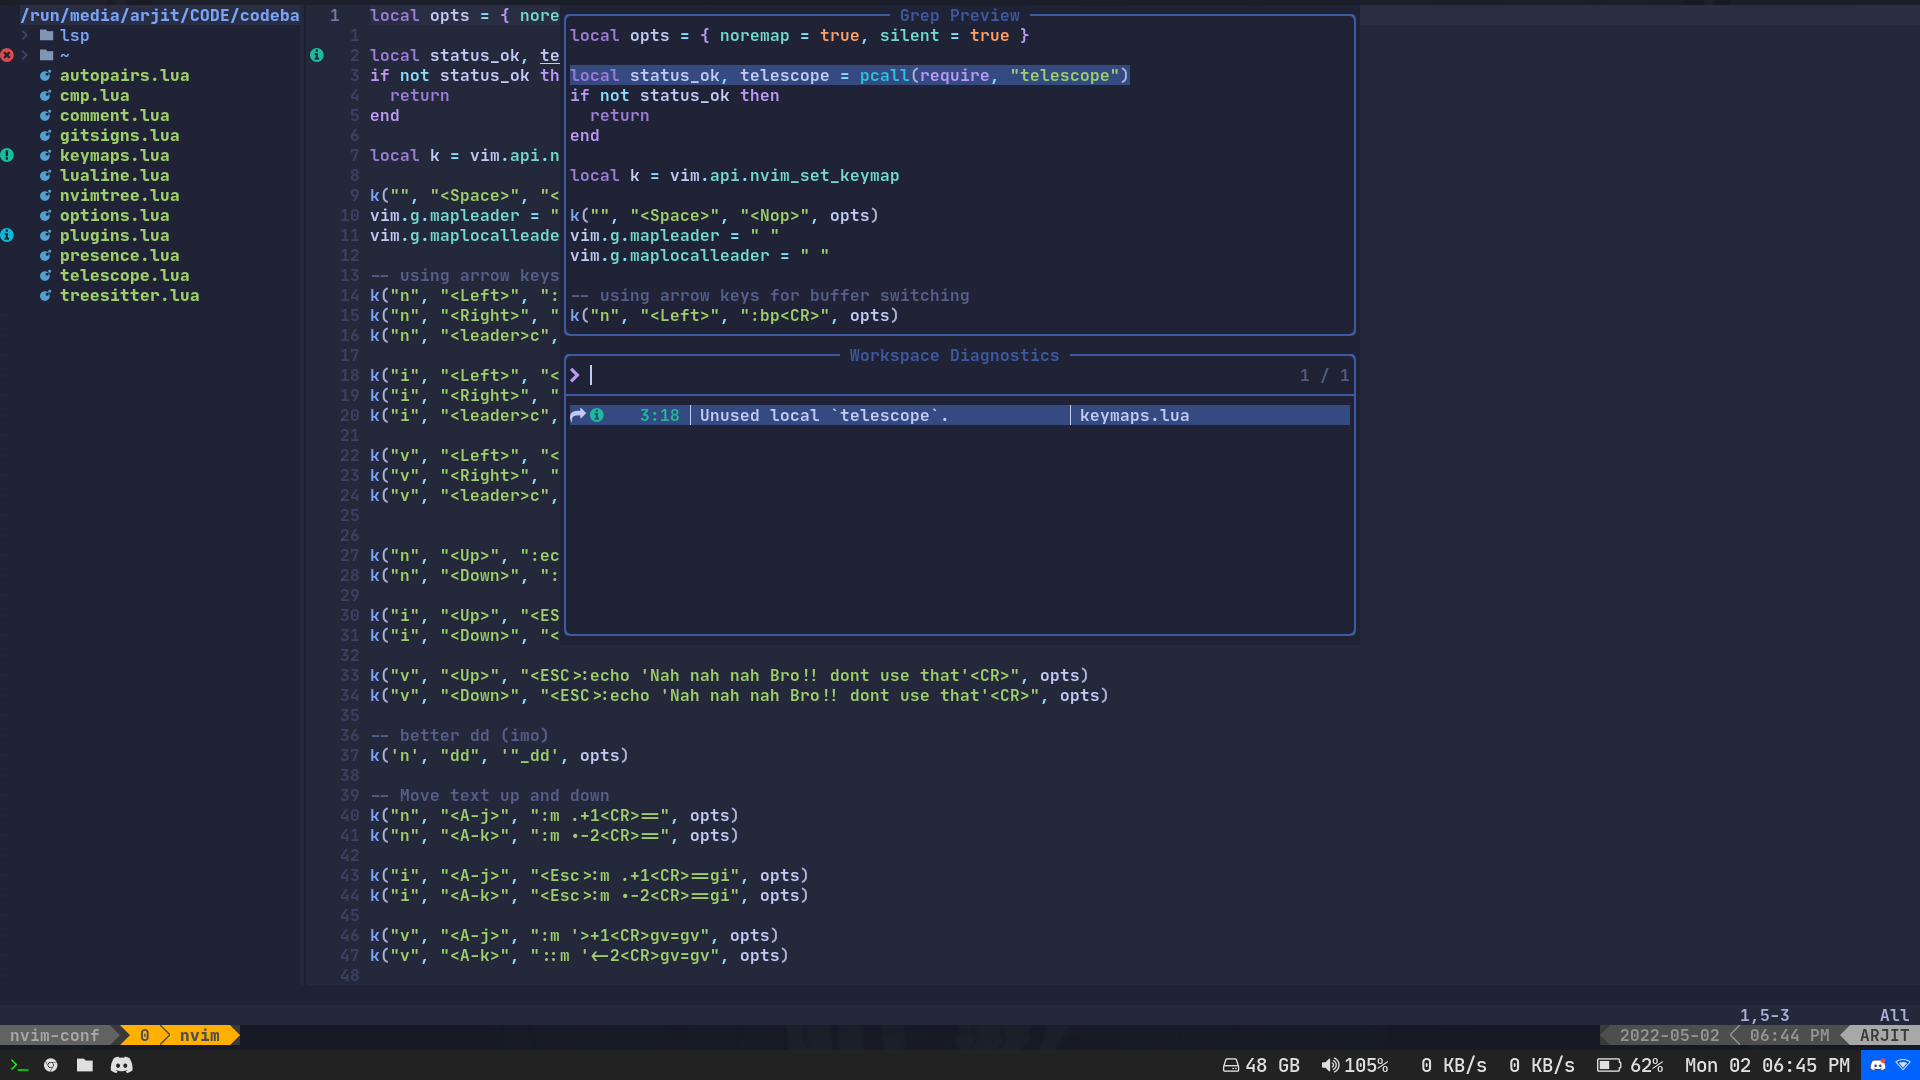 /run/media/arjit/CODE/codeba
lsp
~
autopairs.lua
cmp.lua
comment.lua
gitsigns.lua
keymaps.lua
lualine.lua
nvimtree.lua
options.lua
plugins.lua
presence.lua
telescope.lua
treesitter.lua
1 local opts = { nore
1
2 local status_ok, te
3 if not status_ok th
4 return
5 end
6
7 local k = vim.api.n
8
9 k("", "<Space>", "<
10 vim.g.mapleader = "
11 vim.g.maplocalleade
12
13 -- using arrow keys
14 k("n", "<Left>", ":
15 k("n", "<Right>", "
16 k("n", "<leader>c",
17
18 k("i", "<Left>", "<
19 k("i", "<Right>", "
20 k("i", "<leader>c",
21
22 k("v", "<Left>", "<
23 k("v", "<Right>", "
24 k("v", "<leader>c",
25
26
27 k("n", "<Up>", ":ec
28 k("n", "<Down>", ":
29
30 k("i", "<Up>", "<ES
31 k("i", "<Down>", "<
32
33 k("v", "<Up>", "<ESC>:echo 'Nah nah nah Bro!! dont use that'<CR>", opts)
34 k("v", "<Down>", "<ESC>:echo 'Nah nah nah Bro!! dont use that'<CR>", opts)
35
36 -- better dd (imo)
37 k('n', "dd", '"_dd', opts)
38
39 -- Move text up and down
40 k("n", "<A-j>", ":m .+1<CR>==", opts)
41 k("n", "<A-k>", ":m .-2<CR>==", opts)
42
43 k("i", "<A-j>", "<Esc>:m .+1<CR>==gi", opts)
44 k("i", "<A-k>", "<Esc>:m .-2<CR>==gi", opts)
45
46 k("v", "<A-j>", ":m '>+1<CR>gv=gv", opts)
47 k("v", "<A-k>", "::m '<-2<CR>gv=gv", opts)
48
Grep Preview
local opts = { noremap = true, silent = true }
local status_ok, telescope = pcall(require, "telescope")
if not status_ok then
return
end
local k = vim.api.nvim_set_keymap
k("", "<Space>", "<Nop>", opts)
vim.g.mapleader = " "
vim.g.maplocalleader = " "
-- using arrow keys for buffer switching
k("n", "<Left>", ":bp<CR>", opts)
Workspace Diagnostics
1 / 1
3:18 │ Unused local `telescope`. │ keymaps.lua
1,5-3 All
nvim-conf 0 nvim 2022-05-02 06:44 PM ARJIT
48 GB 105% 0 KB/s 0 KB/s 62% Mon 02 06:45 PM